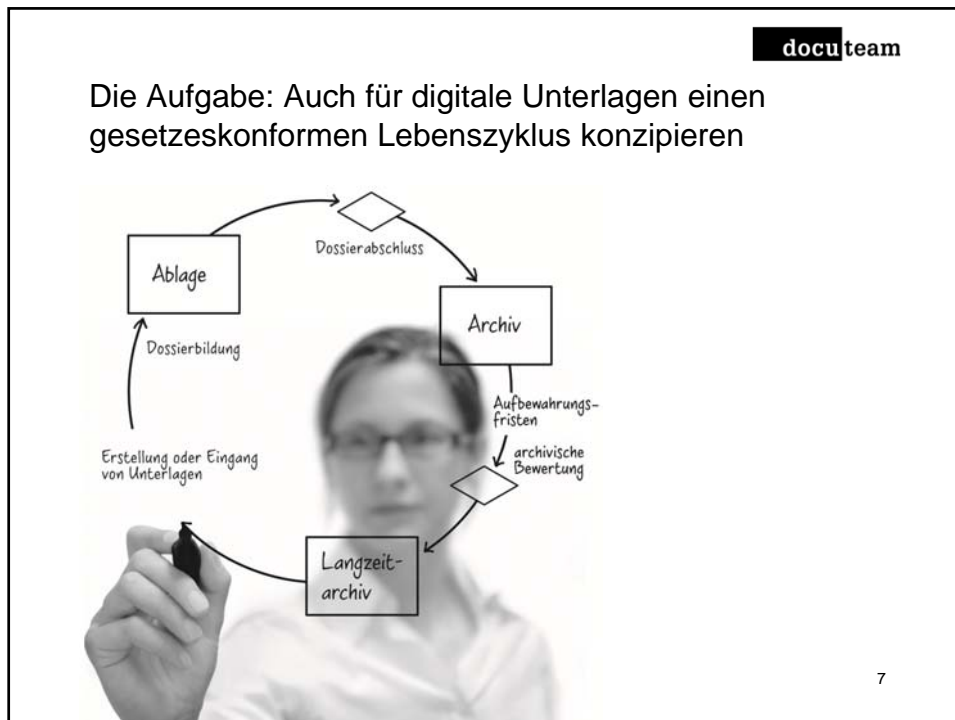 docuteam
Die Aufgabe: Auch für digitale Unterlagen einen
gesetzeskonformen Lebenszyklus konzipieren
Dossierabschluss
Ablage
Archiv
Dossierbildung
Aufbewahrungs-
fristen
archivische
Bewertung
Erstellung oder Eingang
von Unterlagen
Langzeit-
archiv
7